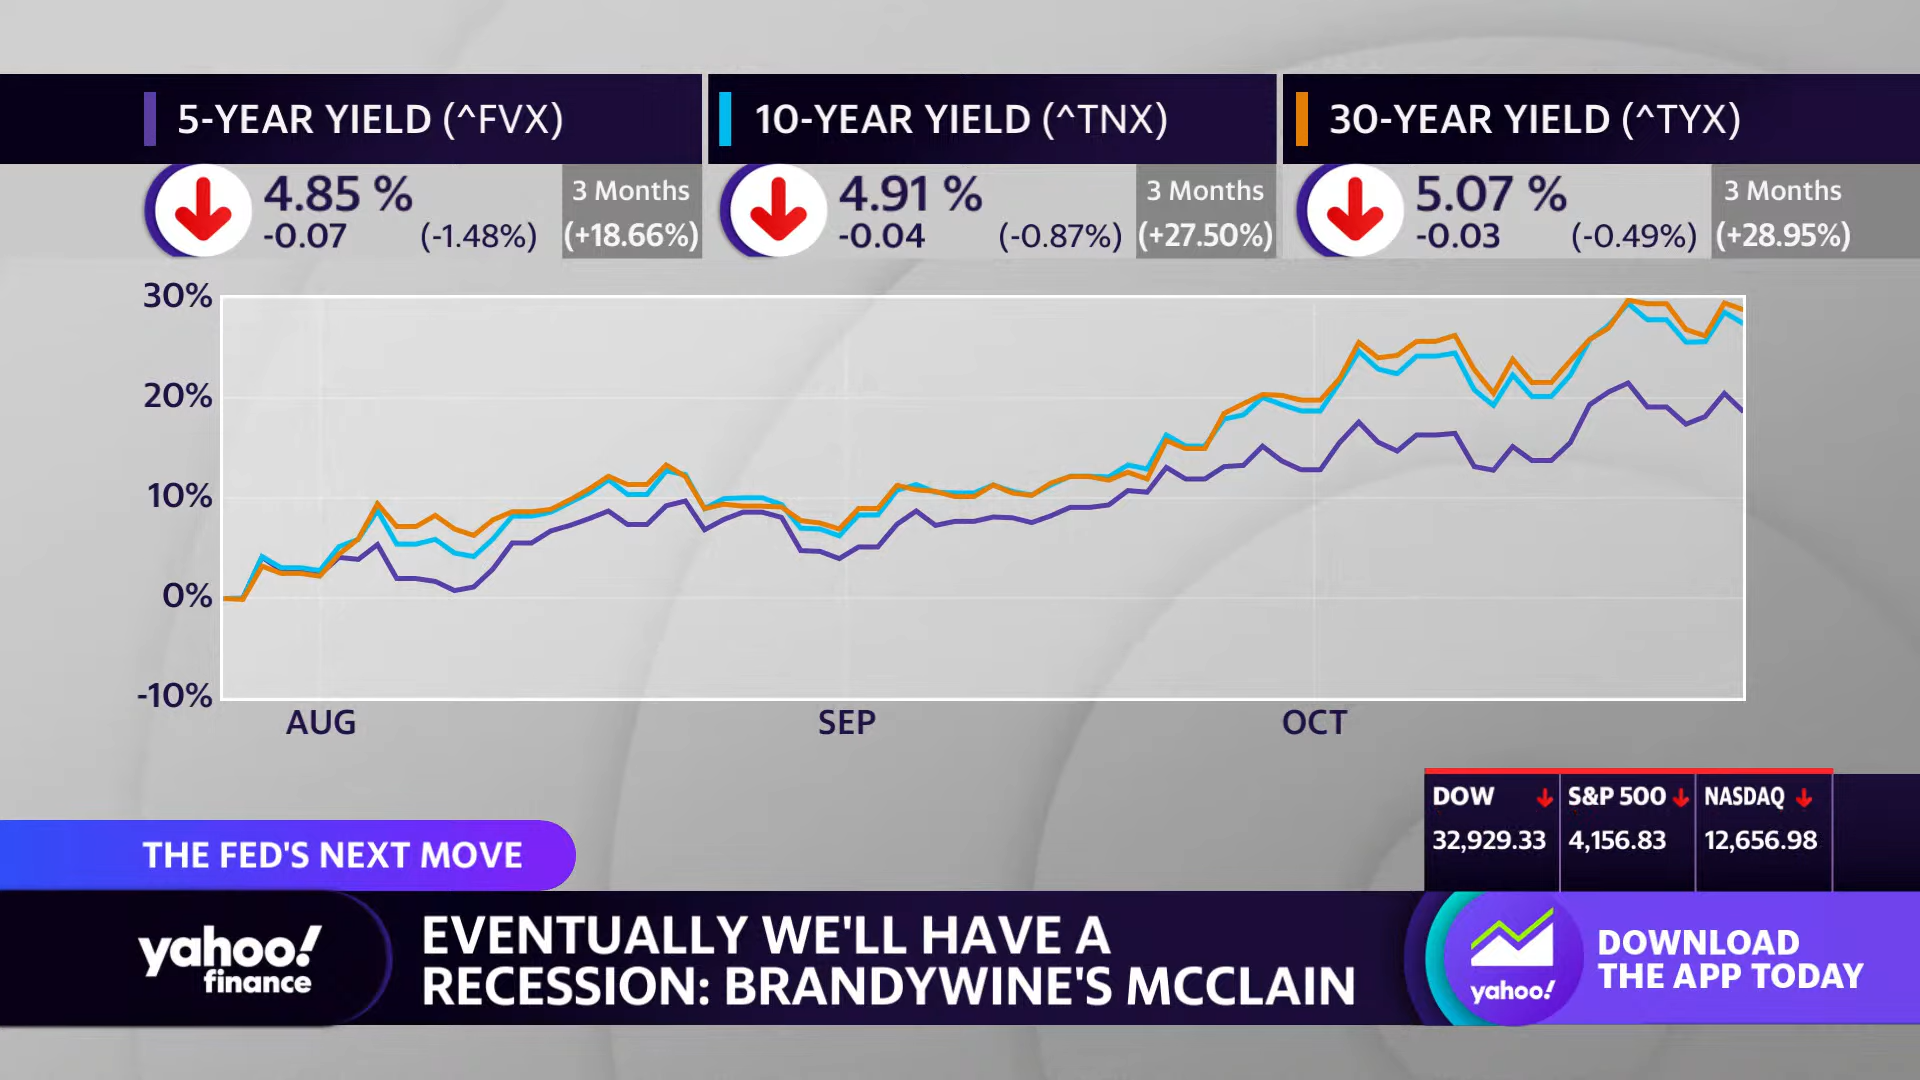 5-YEAR YIELD (^FVX)
4.85 %
-0.07 (-1.48%)
3 Months
(+18.66%)
10-YEAR YIELD (^TNX)
4.91 %
-0.04 (-0.87%)
3 Months
(+27.50%)
30-YEAR YIELD (^TYX)
5.07 %
-0.03 (-0.49%)
3 Months
(+28.95%)
30%
20%
10%
0%
-10%
AUG SEP OCT
DOW
32,929.33
S&P 500
4,156.83
NASDAQ
12,656.98
THE FED'S NEXT MOVE
yahoo!
finance
EVENTUALLY WE'LL HAVE A
RECESSION: BRANDYWINE'S MCCLAIN
yahoo!
DOWNLOAD
THE APP TODAY